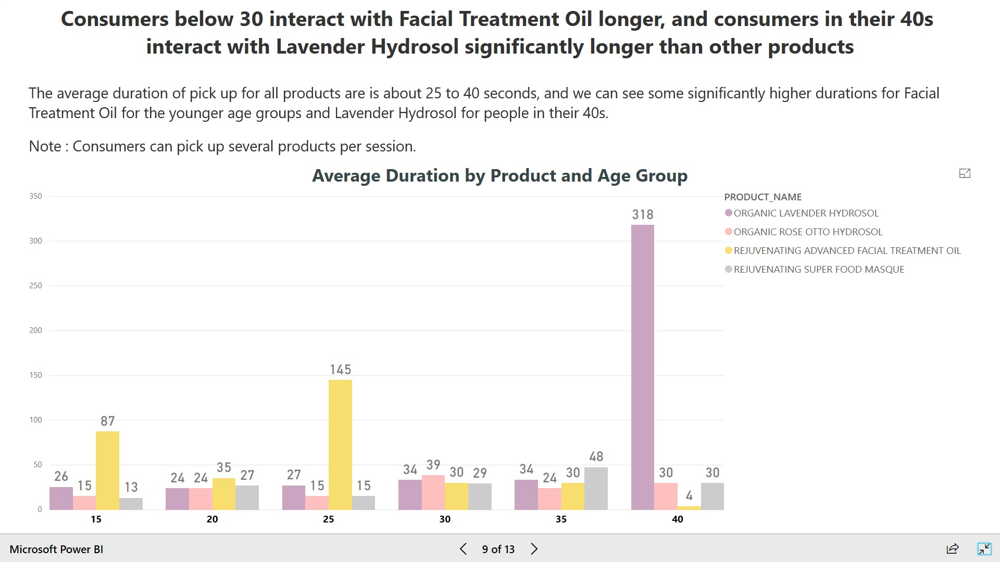 Consumers below 30 interact with Facial Treatment Oil longer, and consumers in their 40s
interact with Lavender Hydrosol significantly longer than other products
The average duration of pick up for all products are is about 25 to 40 seconds, and we can see some significantly higher durations for Facial
Treatment Oil for the younger age groups and Lavender Hydrosol for people in their 40s.
Note : Consumers can pick up several products per session.
Average Duration by Product and Age Group
PRODUCT_NAME
ORGANIC LAVENDER HYDROSOL
ORGANIC ROSE OTTO HYDROSOL
REJUVENATING ADVANCED FACIAL TREATMENT OIL
REJUVENATING SUPER FOOD MASQUE
350
300
250
200
150
100
50
0
26 15 87 13
24 24 35 27
27 15 145 15
34 39 30 29
34 24 30 48
318 30 4 30
15 20 25 30 35 40
Microsoft Power BI
9 of 13